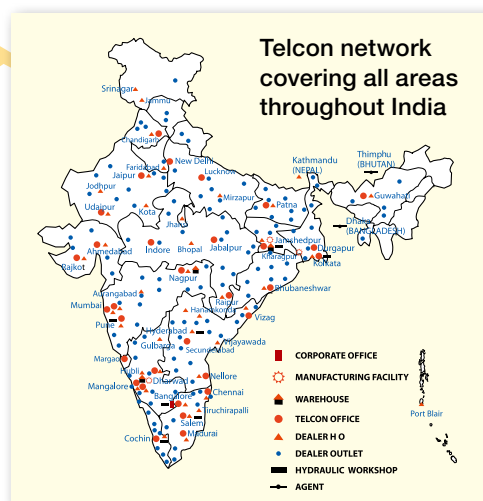 Telcon network
covering all areas
throughout India
Srinagar
Jammu
Chandigarh
Faridabad
New Delhi
Jaipur
Lucknow
Kathmandu
(NEPAL)
Thimphu
(BHUTAN)
Jodhpur
Udaipur
Kota
Mirzapur
Patna
Guwahati
Jhansi
Dhaka
(BANGLADESH)
Ahmedabad
Indore
Bhopal
Jabalpur
Jamshedpur
Durgapur
Rajkot
Kharagpur
Kolkata
Nagpur
Aurangabad
Raipur
Bhubaneshwar
Mumbai
Hanamkonda
Pune
Hyderabad
Vizag
Gulbarga
Secunderabad
Vijayawada
Margao
Hubli
Dharwad
Nellore
Mangalore
Bangalore
Chennai
Tiruchirapalli
Salem
Cochin
Madurai
CORPORATE OFFICE
MANUFACTURING FACILITY
WAREHOUSE
TELCON OFFICE
DEALER H O
DEALER OUTLET
HYDRAULIC WORKSHOP
AGENT
Port Blair